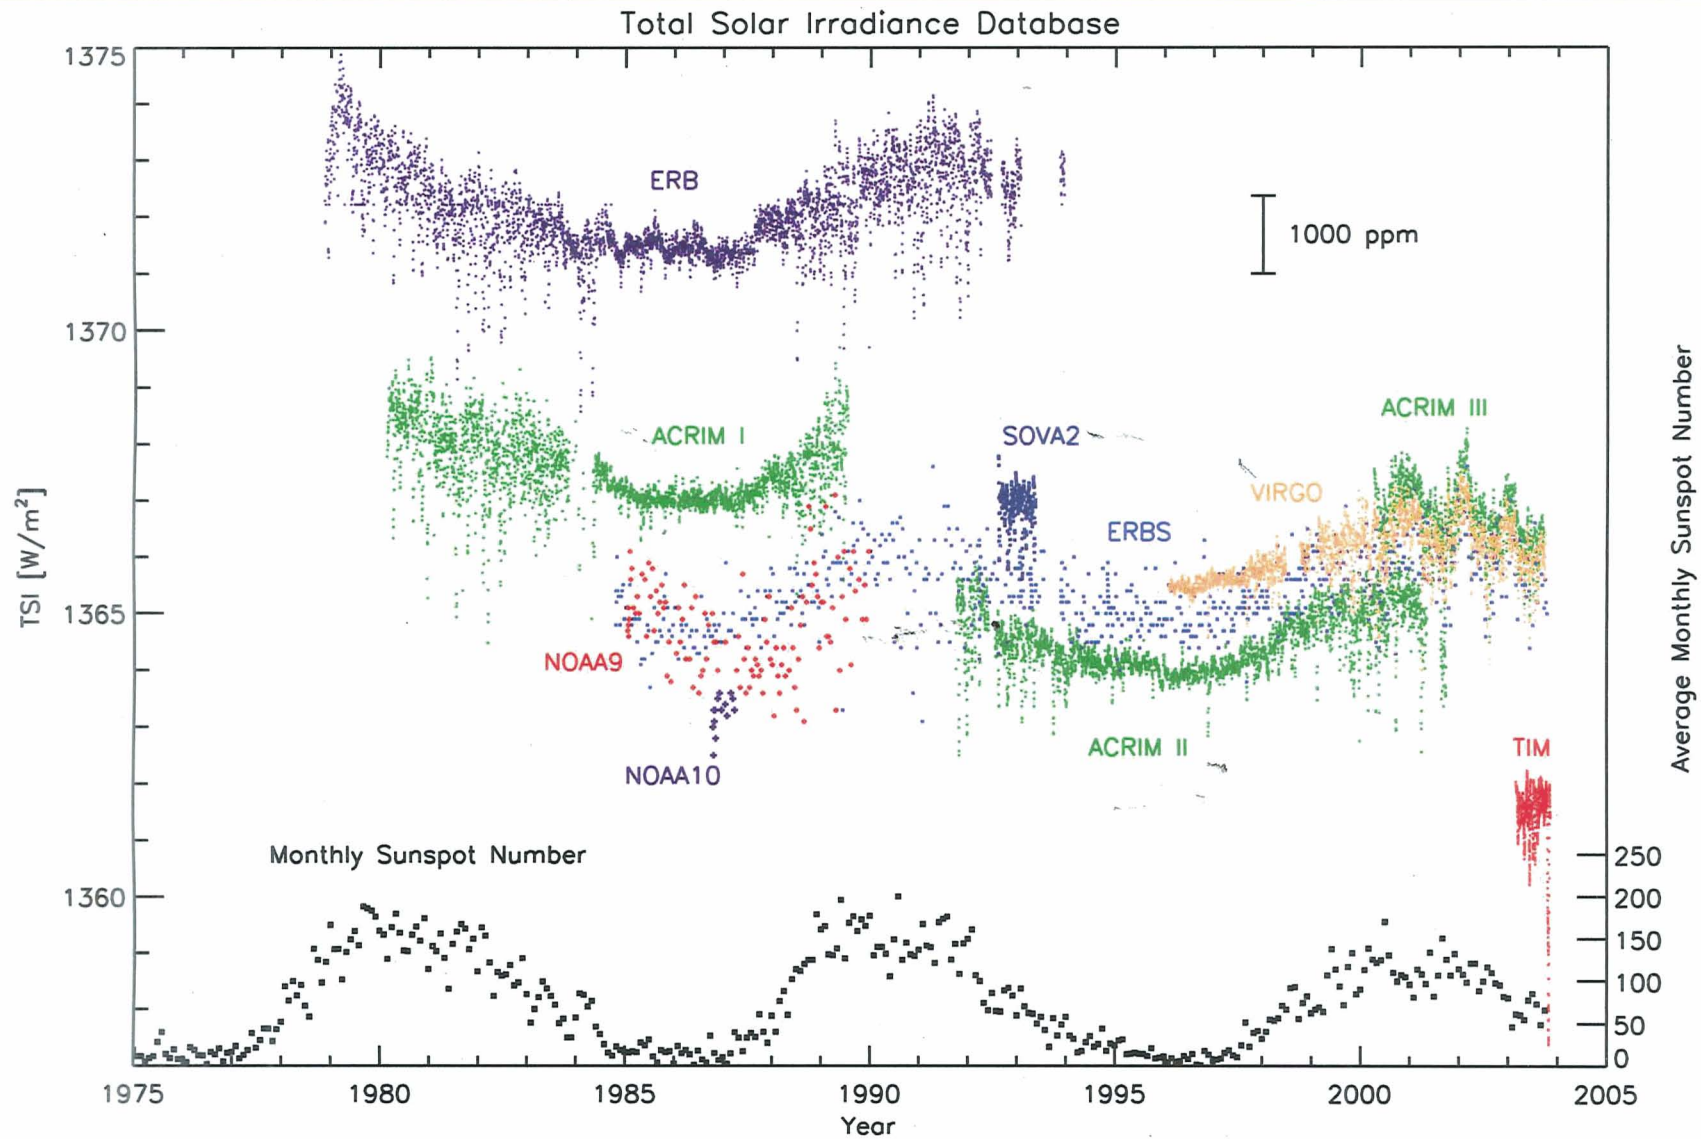 Total Solar Irradiance Database
1375
1370
1365
1360
TSI [W/m²]
ERB
1000 ppm
ACRIM I
SOVA2
ACRIM III
VIRGO
ERBS
NOAA9
NOAA10
ACRIM II
TIM
Monthly Sunspot Number
250
200
150
100
50
0
Average Monthly Sunspot Number
1975 1980 1985 1990 1995 2000 2005
Year